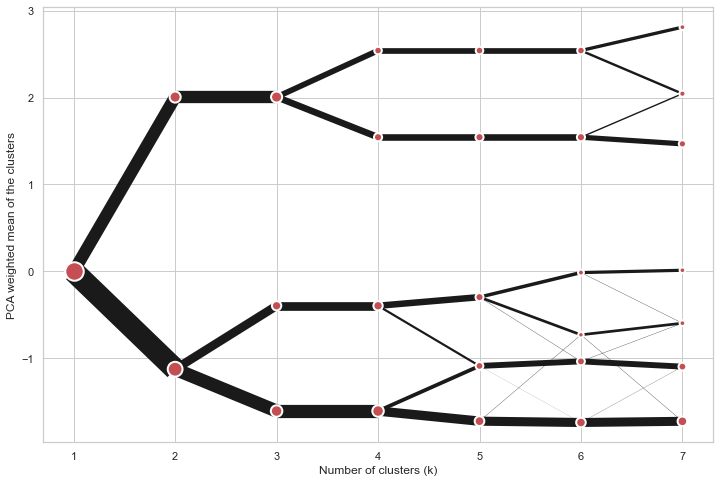 3
2
1
0
−1
PCA weighted mean of the clusters
1 2 3 4 5 6 7
Number of clusters (k)